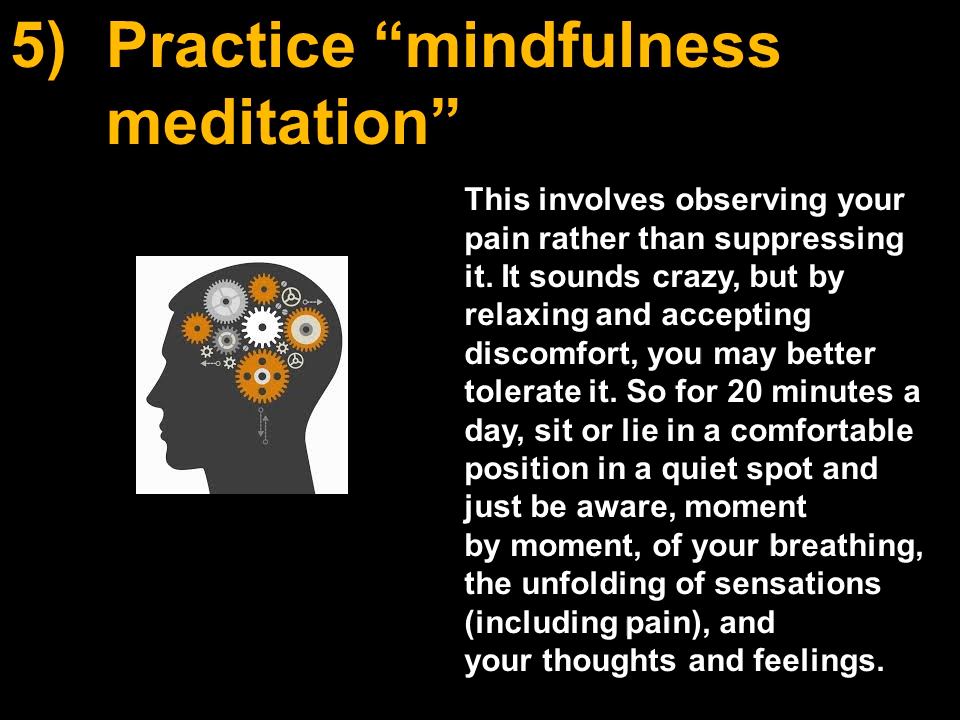 5) Practice “mindfulness
meditation”
This involves observing your
pain rather than suppressing
it. It sounds crazy, but by
relaxing and accepting
discomfort, you may better
tolerate it. So for 20 minutes a
day, sit or lie in a comfortable
position in a quiet spot and
just be aware, moment
by moment, of your breathing,
the unfolding of sensations
(including pain), and
your thoughts and feelings.